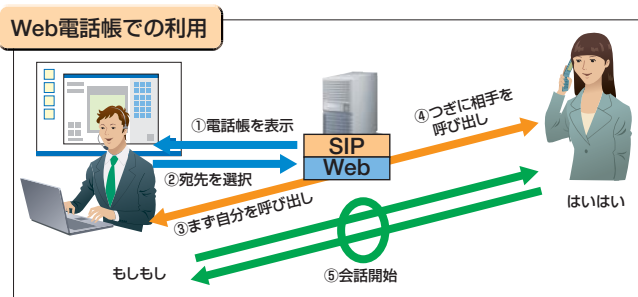 Web電話帳での利用
①電話帳を表示
SIP
Web
②宛先を選択
③まず自分を呼び出し
④つぎに相手を
呼び出し
はいはい
もしもし
⑤会話開始